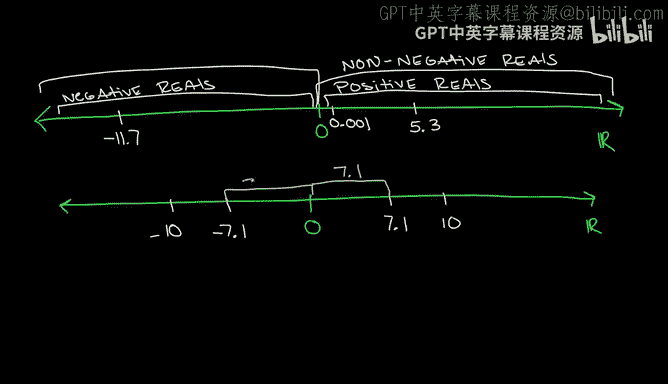 GPT中英字幕课程资源@bilibili.com
GPT中英字幕课程资源 bilibili
NON-NEGATIVE REALS
NEGATIVE REALS POSITIVE REALS
-11.7 0 0.001 5.3 ℝ
7.1
-10 -7.1 0 7.1 10 ℝ